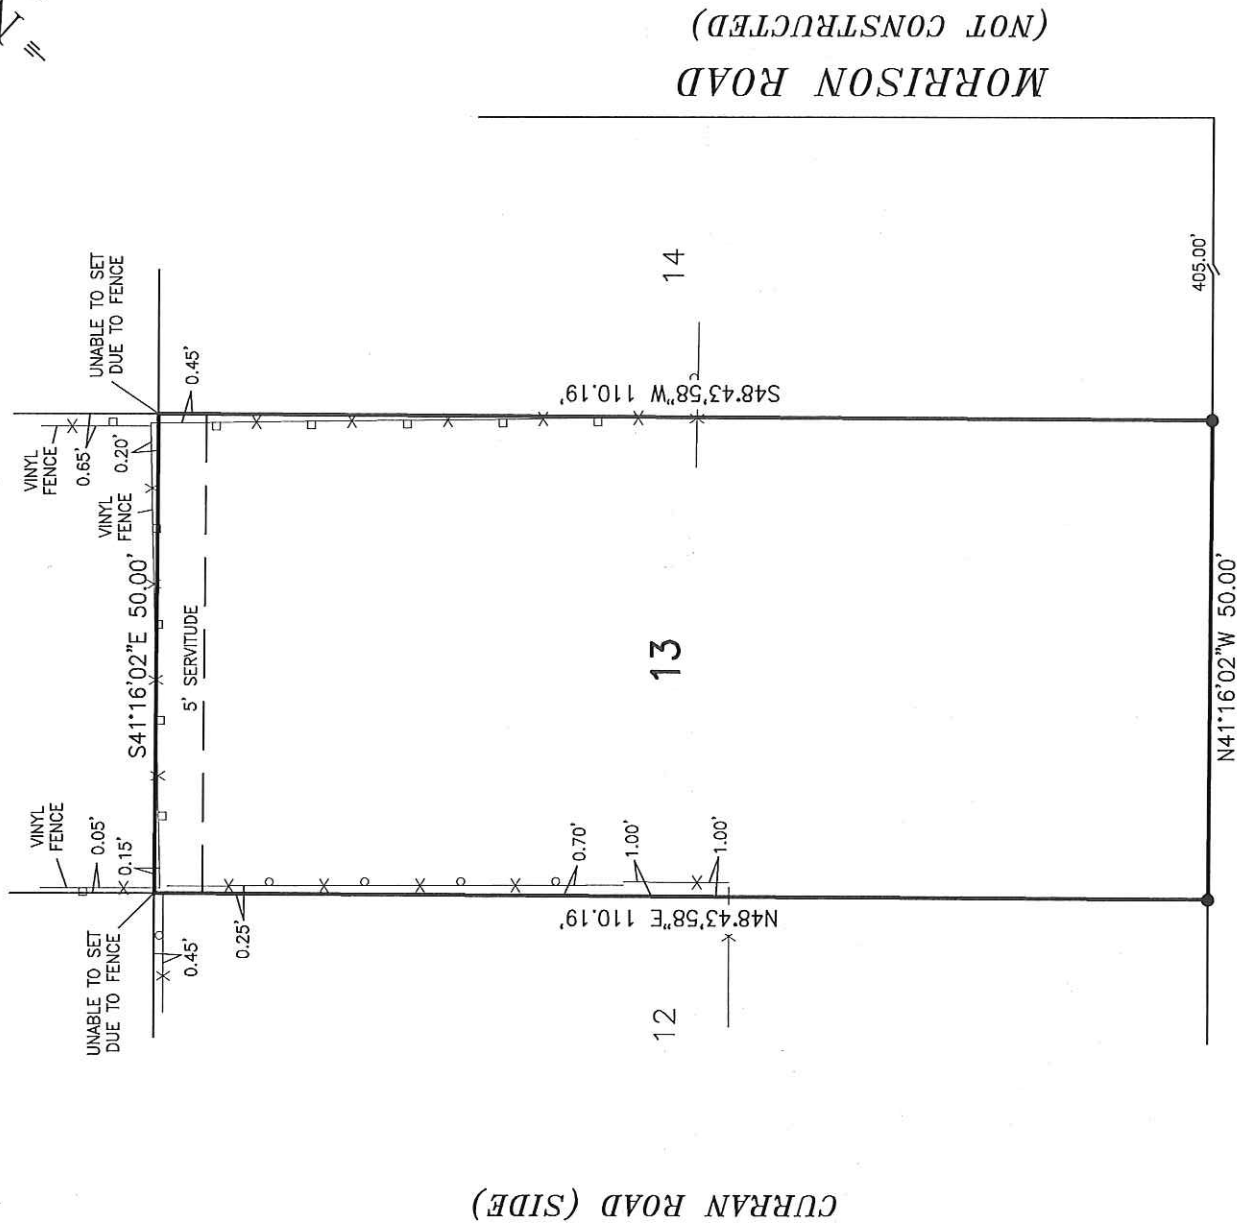 (NOT CONSTRUCTED)
MORRISON ROAD
UNABLE TO SET
DUE TO FENCE
14
405.00'
0.45'
S48°43'58"W 110.19'
VINYL
FENCE
0.65'
0.20'
VINYL
FENCE
S41°16'02"E 50.00'
5' SERVITUDE
13
N41°16'02"W 50.00'
VINYL
FENCE
0.05'
0.15'
0.70'
1.00'
1.00'
N48°43'58"E 110.19'
UNABLE TO SET
DUE TO FENCE
0.45'
0.25'
12
CURRAN ROAD (SIDE)